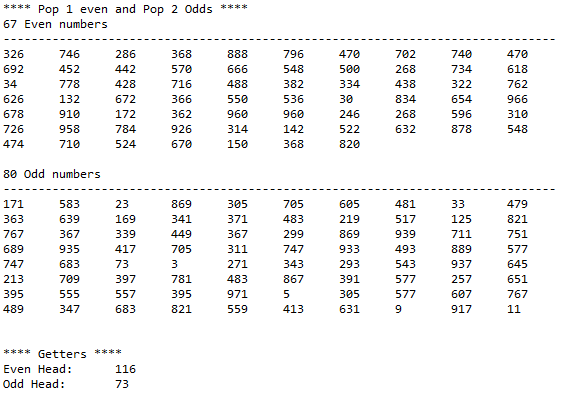 **** Pop 1 even and Pop 2 Odds ****
67 Even numbers
-------------------------------------------------------------------------------
326 746 286 368 888 796 470 702 740 470
692 452 442 570 666 548 500 268 734 618
34 778 428 716 488 382 334 438 322 762
626 132 672 366 550 536 30 834 654 966
678 910 172 362 960 960 246 268 596 310
726 958 784 926 314 142 522 632 878 548
474 710 524 670 150 368 820
80 Odd numbers
-------------------------------------------------------------------------------
171 583 23 869 305 705 605 481 33 479
363 639 169 341 371 483 219 517 125 821
767 367 339 449 367 299 869 939 711 751
689 935 417 705 311 747 933 493 889 577
747 683 73 3 271 343 293 543 937 645
213 709 397 781 483 867 391 577 257 651
395 555 557 395 971 5 305 577 607 767
489 347 683 821 559 413 631 9 917 11
**** Getters ****
Even Head: 116
Odd Head: 73